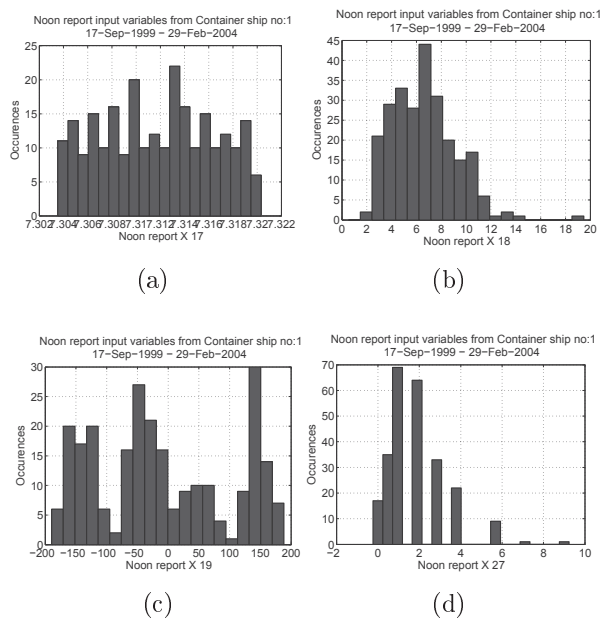 Noon report input variables from Container ship no:1
17−Sep−1999 − 29−Feb−2004
25
20
15
10
5
0
Occurences
7.302 7.304 7.306 7.308 7.31 7.312 7.314 7.316 7.318 7.32 7.322
Noon report X 17
(a)
Noon report input variables from Container ship no:1
17−Sep−1999 − 29−Feb−2004
45
40
35
30
25
20
15
10
5
0
Occurences
0 2 4 6 8 10 12 14 16 18 20
Noon report X 18
(b)
Noon report input variables from Container ship no:1
17−Sep−1999 − 29−Feb−2004
30
25
20
15
10
5
0
Occurences
−200 −150 −100 −50 0 50 100 150 200
Noon report X 19
(c)
Noon report input variables from Container ship no:1
17−Sep−1999 − 29−Feb−2004
70
60
50
40
30
20
10
0
Occurences
−2 0 2 4 6 8 10
Noon report X 27
(d)